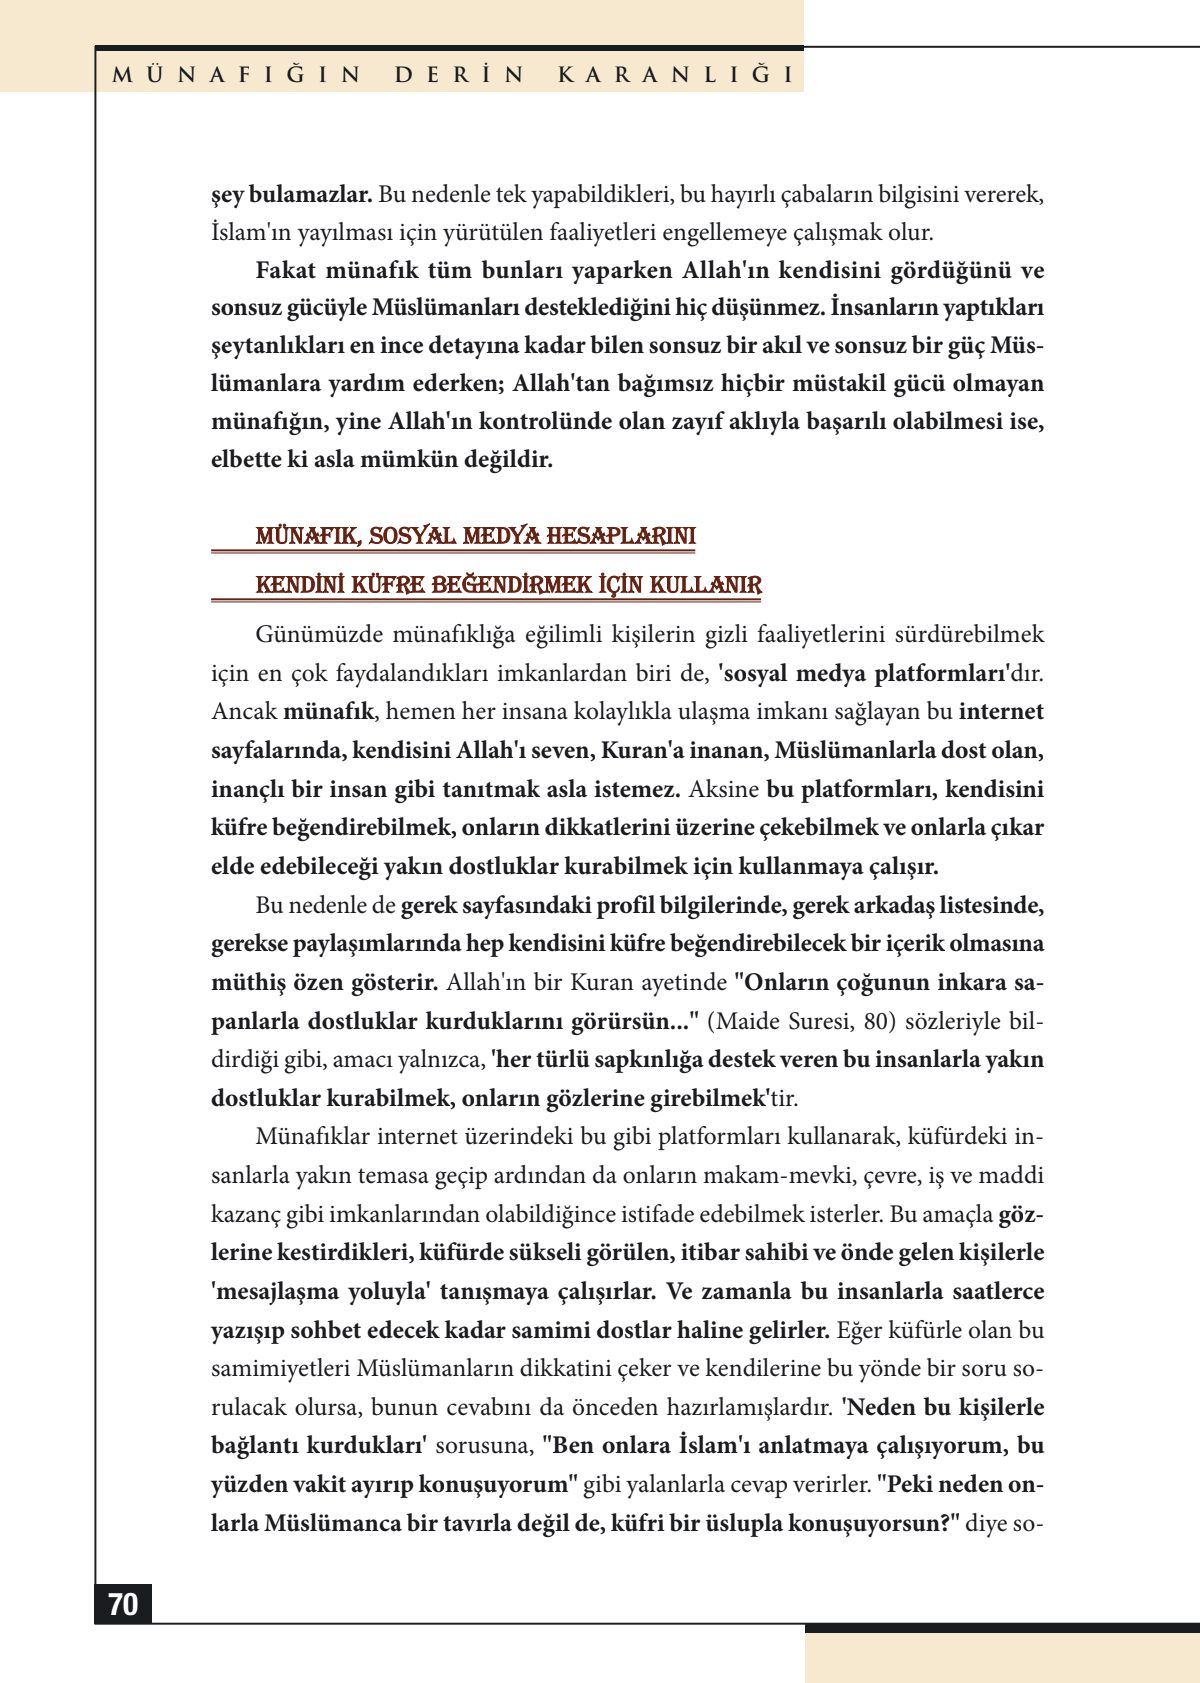 MÜNAFIĞIN DERİN KARANLIĞI
şey bulamazlar. Bu nedenle tek yapabildikleri, bu hayırlı çabaların bilgisini vererek,
İslam'ın yayılması için yürütülen faaliyetleri engellemeye çalışmak olur.
Fakat münafık tüm bunları yaparken Allah'ın kendisini gördüğünü ve
sonsuz gücüyle Müslümanları desteklediğini hiç düşünmez. İnsanların yaptıkları
şeytanlıkları en ince detayına kadar bilen sonsuz bir akıl ve sonsuz bir güç Müs-
lümanlara yardım ederken; Allah'tan bağımsız hiçbir müstakil gücü olmayan
münafığın, yine Allah'ın kontrolünde olan zayıf aklıyla başarılı olabilmesi ise,
elbette ki asla mümkün değildir.
MÜNAFIK, SOSYAL MEDYA HESAPLARINI
KENDİNİ KÜFRE BEĞENDİRMEK İÇİN KULLANIR
Günümüzde münafıklığa eğilimli kişilerin gizli faaliyetlerini sürdürebilmek
için en çok faydalandıkları imkanlardan biri de, 'sosyal medya platformları'dır.
Ancak münafık, hemen her insana kolaylıkla ulaşma imkanı sağlayan bu internet
sayfalarında, kendisini Allah'ı seven, Kuran'a inanan, Müslümanlarla dost olan,
inançlı bir insan gibi tanıtmak asla istemez. Aksine bu platformları, kendisini
küfre beğendirebilmek, onların dikkatlerini üzerine çekebilmek ve onlarla çıkar
elde edebileceği yakın dostluklar kurabilmek için kullanmaya çalışır.
Bu nedenle de gerek sayfasındaki profil bilgilerinde, gerek arkadaş listesinde,
gerekse paylaşımlarında hep kendisini küfre beğendirebilecek bir içerik olmasına
müthiş özen gösterir. Allah'ın bir Kuran ayetinde "Onların çoğunun inkara sa-
panlarla dostluklar kurduklarını görürsün..." (Maide Suresi, 80) sözleriyle bil-
dirdiği gibi, amacı yalnızca, 'her türlü sapkınlığa destek veren bu insanlarla yakın
dostluklar kurabilmek, onların gözlerine girebilmek'tir.
Münafıklar internet üzerindeki bu gibi platformları kullanarak, küfürdeki in-
sanlarla yakın temasa geçip ardından da onların makam-mevki, çevre, iş ve maddi
kazanç gibi imkanlarından olabildiğince istifade edebilmek isterler. Bu amaçla göz-
lerine kestirdikleri, küfürde sükseli görülen, itibar sahibi ve önde gelen kişilerle
'mesajlaşma yoluyla' tanışmaya çalışırlar. Ve zamanla bu insanlarla saatlerce
yazışıp sohbet edecek kadar samimi dostlar haline gelirler. Eğer küfürle olan bu
samimiyetleri Müslümanların dikkatini çeker ve kendilerine bu yönde bir soru so-
rulacak olursa, bunun cevabını da önceden hazırlamışlardır. 'Neden bu kişilerle
bağlantı kurdukları' sorusuna, "Ben onlara İslam'ı anlatmaya çalışıyorum, bu
yüzden vakit ayırıp konuşuyorum" gibi yalanlarla cevap verirler. "Peki neden on-
larla Müslümanca bir tavırla değil de, küfri bir üslupla konuşuyorsun?" diye so-
70